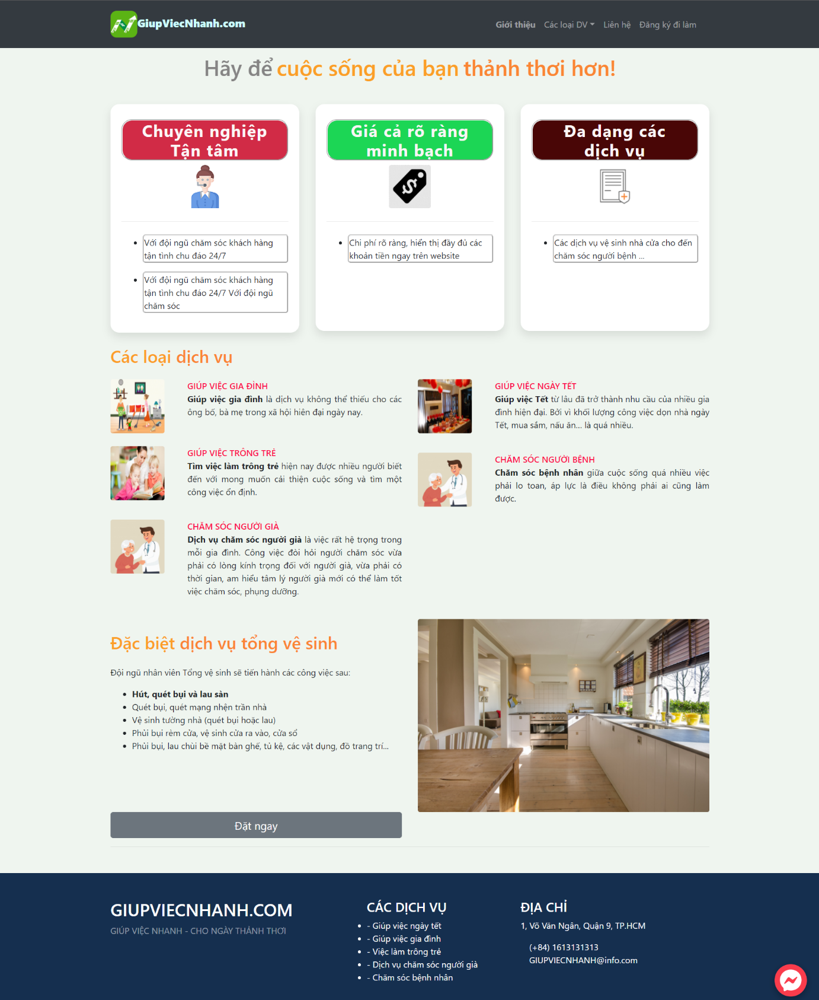 GiupViecNhanh.com
Giới thiệu Các loại DV Liên hệ Đăng ký đi làm
Hãy để cuộc sống của bạn thảnh thơi hơn!
Chuyên nghiệp
Tận tâm
Với đội ngũ chăm sóc khách hàng
tận tình chu đáo 24/7
Với đội ngũ chăm sóc khách hàng
tận tình chu đáo 24/7 Với đội ngũ
chăm sóc
Giá cả rõ ràng
minh bạch
Chi phí rõ ràng, hiển thị đầy đủ các
khoản tiền ngay trên website
Đa dạng các
dịch vụ
Các dịch vụ vệ sinh nhà cửa cho đến
chăm sóc người bệnh ...
Các loại dịch vụ
GIÚP VIỆC GIA ĐÌNH
Giúp việc gia đình là dịch vụ không thể thiếu cho các
ông bố, bà mẹ trong xã hội hiên đại ngày nay.
GIÚP VIỆC NGÀY TẾT
Giúp việc Tết từ lâu đã trở thành nhu cầu của nhiều gia
đình hiện đại. Bởi vì khối lượng công việc dọn nhà ngày
Tết, mua sắm, nấu ăn... là quá nhiều.
GIÚP VIỆC TRÔNG TRẺ
Tìm việc làm trông trẻ hiện nay được nhiều người biết
đến với mong muốn cải thiện cuộc sống và tìm một
công việc ổn định.
CHĂM SÓC NGƯỜI BỆNH
Chăm sóc bệnh nhân giữa cuộc sống quá nhiều việc
phải lo toan, áp lực là điều không phải ai cũng làm
được.
CHĂM SÓC NGƯỜI GIÀ
Dịch vụ chăm sóc người già là việc rất hệ trọng trong
mỗi gia đình. Công việc đòi hỏi người chăm sóc vừa
phải có lòng kính trọng đối với người già, vừa phải có
thời gian, am hiểu tâm lý người già mới có thể làm tốt
việc chăm sóc, phụng dưỡng.
Đặc biệt dịch vụ tổng vệ sinh
Đội ngũ nhân viên Tổng vệ sinh sẽ tiến hành các công việc sau:
Hút, quét bụi và lau sàn
Quét bụi, quét mạng nhện trần nhà
Vệ sinh tường nhà (quét bụi hoặc lau)
Phủi bụi rèm cửa, vệ sinh cửa ra vào, cửa sổ
Phủi bụi, lau chùi bề mặt bàn ghế, tủ kệ, các vật dụng, đồ trang trí...
Đặt ngay
GIUPVIECNHANH.COM
GIÚP VIỆC NHANH - CHO NGÀY THẢNH THƠI
CÁC DỊCH VỤ
- Giúp việc ngày tết
- Giúp việc gia đình
- Việc làm trông trẻ
- Dịch vụ chăm sóc người già
- Chăm sóc bệnh nhân
ĐỊA CHỈ
1, Võ Văn Ngân, Quận 9, TP.HCM
(+84) 1613131313
GIUPVIECNHANH@info.com